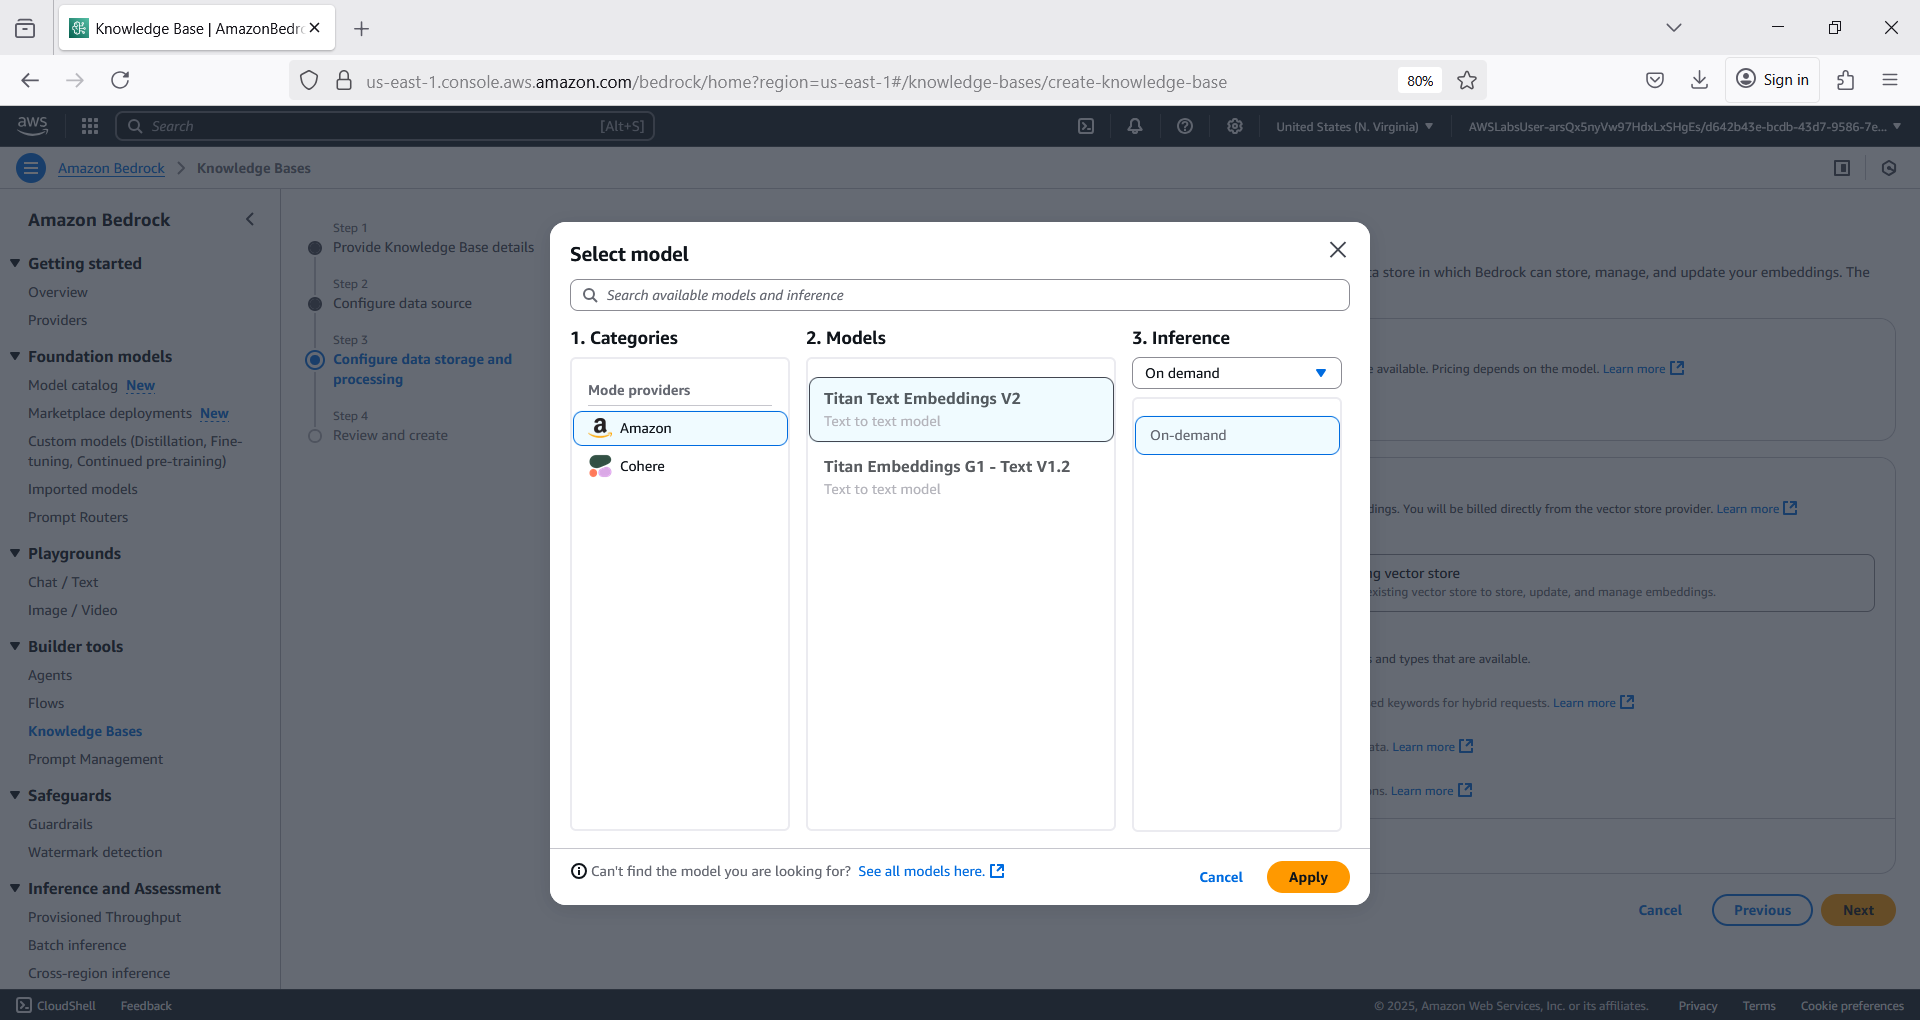 Knowledge Base | AmazonBedro
us-east-1.console.aws.amazon.com/bedrock/home?region=us-east-1#/knowledge-bases/create-knowledge-base
80%
Sign in
aws
Search
[Alt+S]
United States (N. Virginia)
AWSLabsUser-arsQx5nyVw97HdxLxSHgEs/d642b43e-bcdb-43d7-9586-7e...
Amazon Bedrock
Knowledge Bases
Amazon Bedrock
Getting started
Overview
Providers
Foundation models
Model catalog New
Marketplace deployments New
Custom models (Distillation, Fine-
tuning, Continued pre-training)
Imported models
Prompt Routers
Playgrounds
Chat / Text
Image / Video
Builder tools
Agents
Flows
Knowledge Bases
Prompt Management
Safeguards
Guardrails
Watermark detection
Inference and Assessment
Provisioned Throughput
Batch inference
Cross-region inference
Step 1
Provide Knowledge Base details
Step 2
Configure data source
Step 3
Configure data storage and
processing
Step 4
Review and create
Select model
Search available models and inference
1. Categories
Mode providers
Amazon
Cohere
2. Models
Titan Text Embeddings V2
Text to text model
Titan Embeddings G1 - Text V1.2
Text to text model
3. Inference
On demand
On-demand
Can't find the model you are looking for? See all models here.
Cancel
Apply
a store in which Bedrock can store, manage, and update your embeddings. The
available. Pricing depends on the model. Learn more
dings. You will be billed directly from the vector store provider. Learn more
g vector store
existing vector store to store, update, and manage embeddings.
and types that are available.
ed keywords for hybrid requests. Learn more
ata. Learn more
ns. Learn more
Cancel
Previous
Next
CloudShell
Feedback
© 2025, Amazon Web Services, Inc. or its affiliates.
Privacy
Terms
Cookie preferences